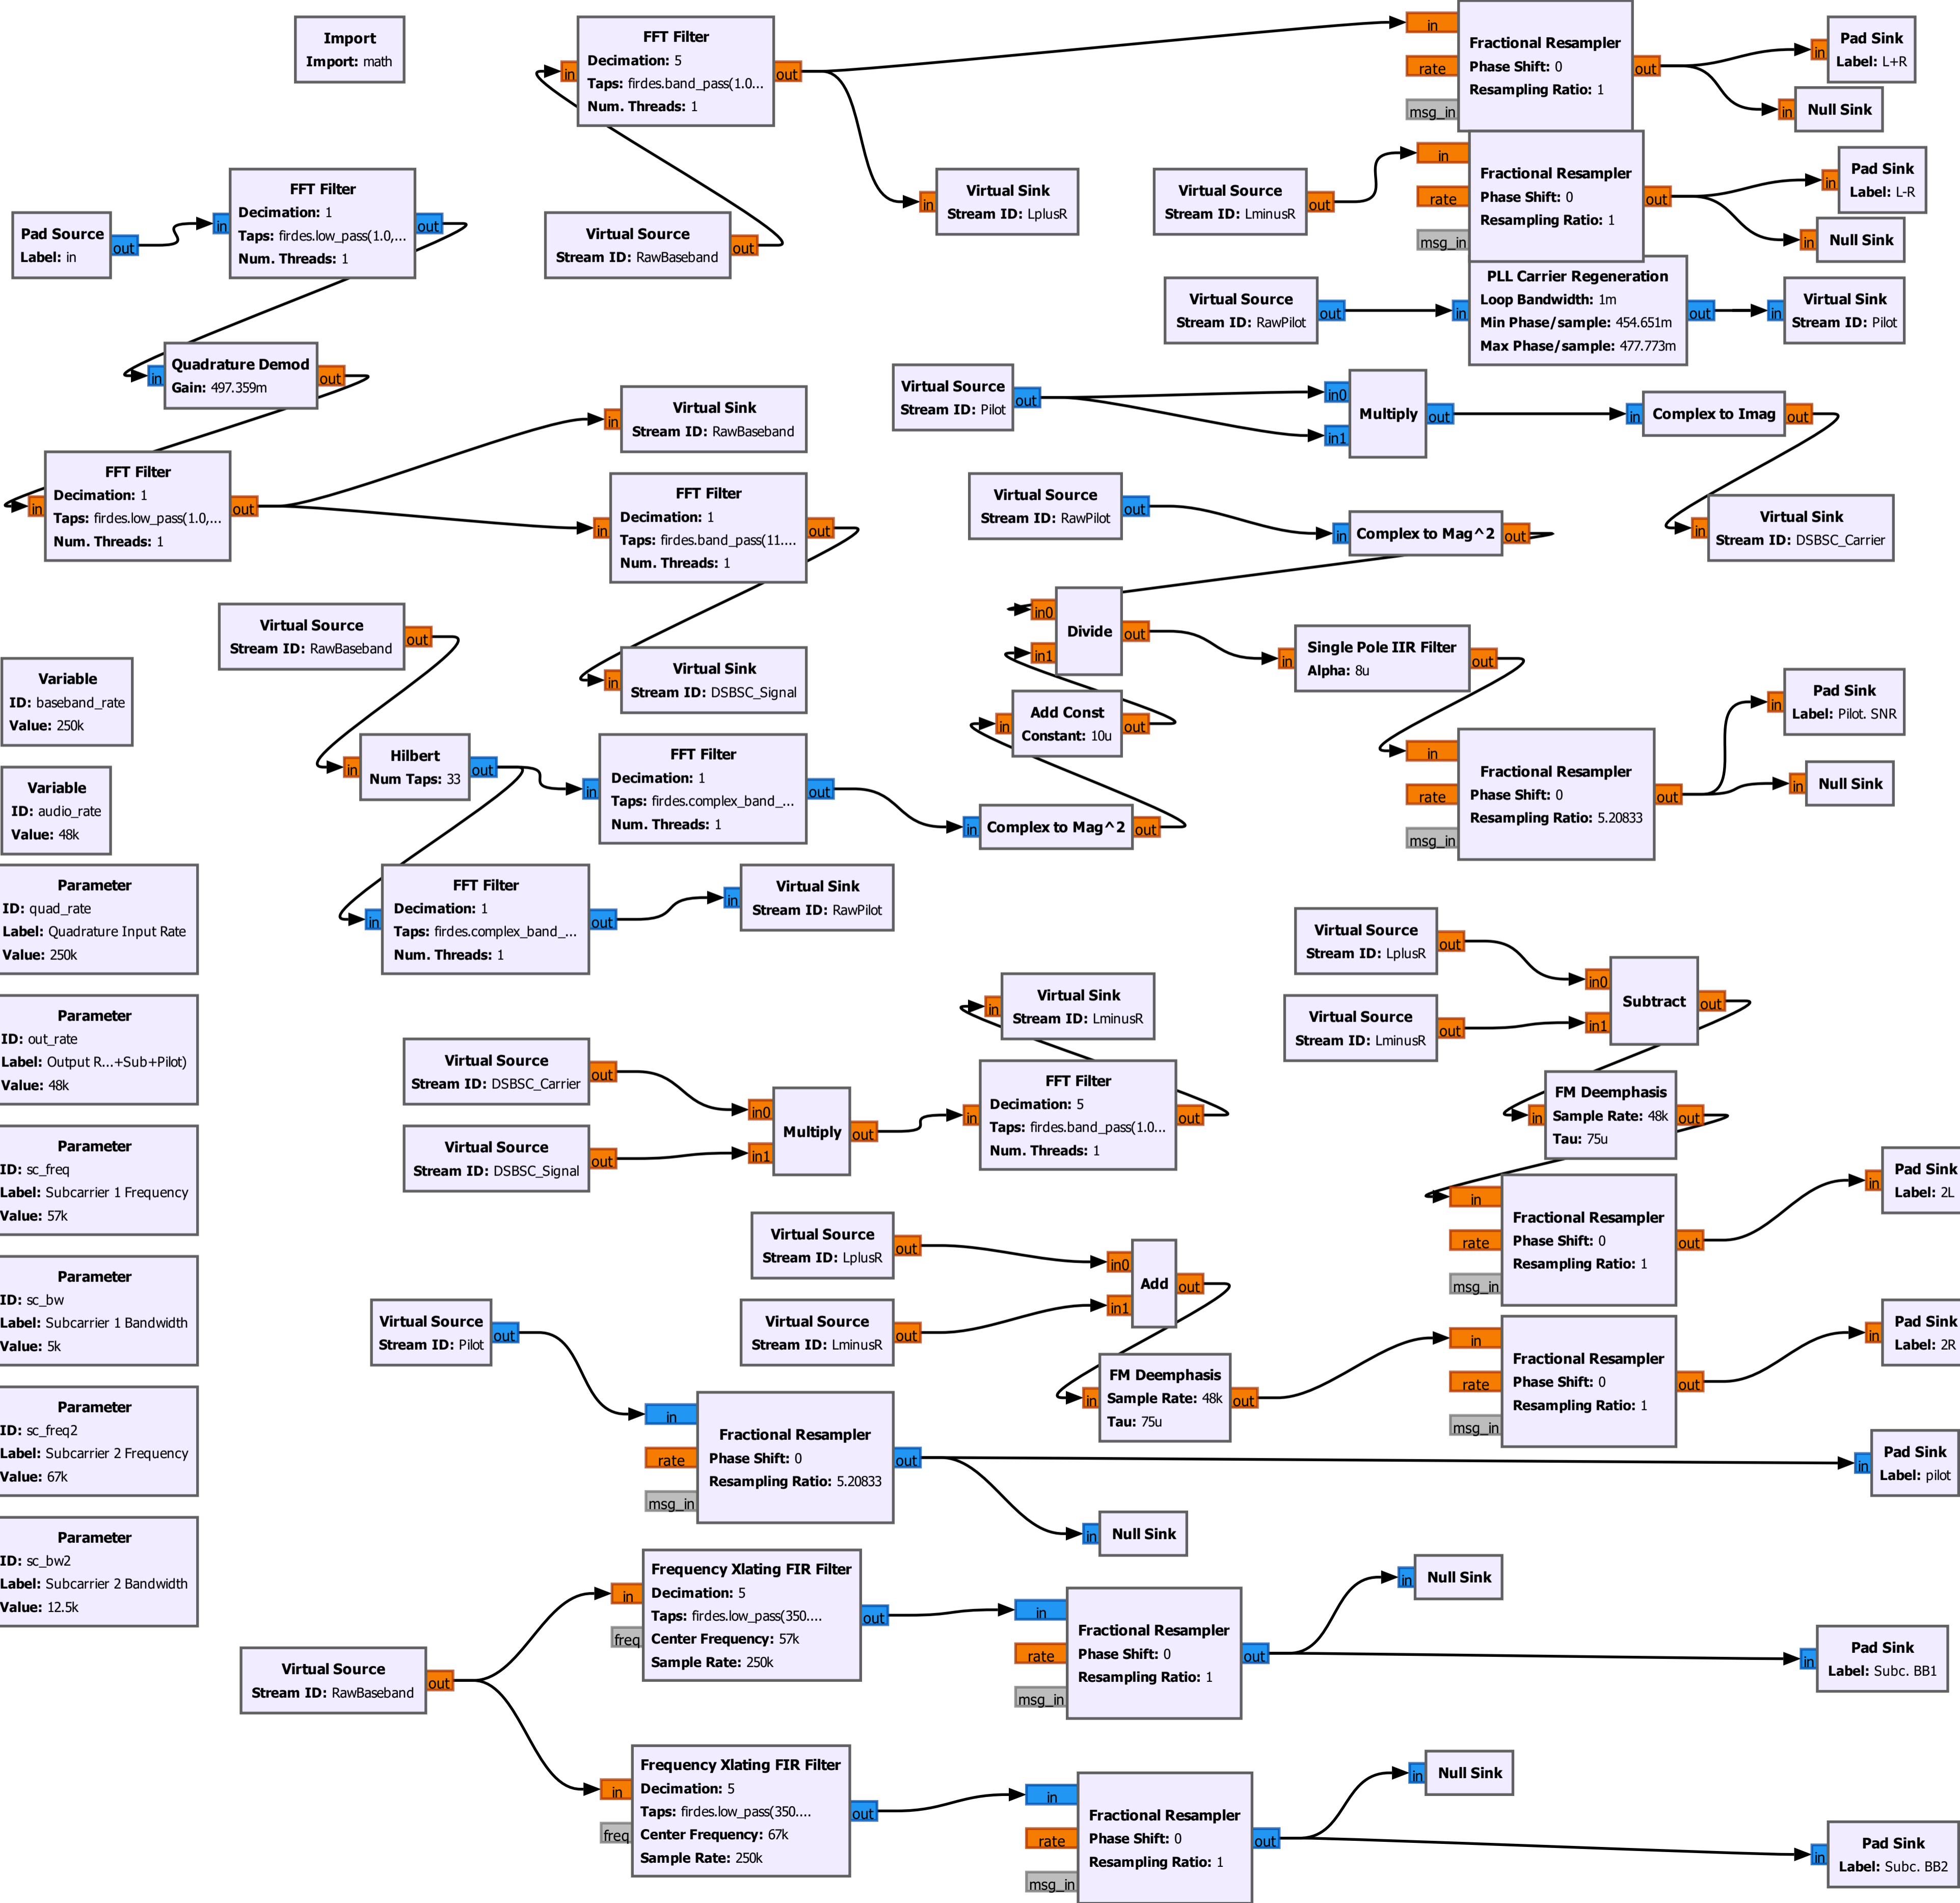 Import
Import: math
FFT Filter
Decimation: 5
Taps: firdes.band_pass(1.0...
Num. Threads: 1
in
out
in
rate
msg_in
Fractional Resampler
Phase Shift: 0
Resampling Ratio: 1
out
in
Pad Sink
Label: L+R
in
Null Sink
Pad Source
Label: in
out
in
FFT Filter
Decimation: 1
Taps: firdes.low_pass(1.0,...
Num. Threads: 1
out
Virtual Source
Stream ID: RawBaseband
out
in
Virtual Sink
Stream ID: LplusR
Virtual Source
Stream ID: LminusR
out
in
rate
msg_in
Fractional Resampler
Phase Shift: 0
Resampling Ratio: 1
out
in
Pad Sink
Label: L-R
in
Null Sink
Virtual Source
Stream ID: RawPilot
out
in
PLL Carrier Regeneration
Loop Bandwidth: 1m
Min Phase/sample: 454.651m
Max Phase/sample: 477.773m
out
in
Virtual Sink
Stream ID: Pilot
in
Quadrature Demod
Gain: 497.359m
out
in
Virtual Sink
Stream ID: RawBaseband
Virtual Source
Stream ID: Pilot
out
in0
in1
Multiply
out
in
Complex to Imag
out
in
FFT Filter
Decimation: 1
Taps: firdes.low_pass(1.0,...
Num. Threads: 1
out
in
FFT Filter
Decimation: 1
Taps: firdes.band_pass(11....
Num. Threads: 1
out
Virtual Source
Stream ID: RawPilot
out
in
Complex to Mag^2
out
in
Virtual Sink
Stream ID: DSBSC_Carrier
Virtual Source
Stream ID: RawBaseband
out
in
Virtual Sink
Stream ID: DSBSC_Signal
in0
in1
Divide
out
in
Single Pole IIR Filter
Alpha: 8u
out
Variable
ID: baseband_rate
Value: 250k
in
Add Const
Constant: 10u
out
in
Pad Sink
Label: Pilot. SNR
in
Hilbert
Num Taps: 33
out
in
FFT Filter
Decimation: 1
Taps: firdes.complex_band_...
Num. Threads: 1
out
in
rate
msg_in
Fractional Resampler
Phase Shift: 0
Resampling Ratio: 5.20833
out
in
Null Sink
Variable
ID: audio_rate
Value: 48k
in
Complex to Mag^2
out
Parameter
ID: quad_rate
Label: Quadrature Input Rate
Value: 250k
in
FFT Filter
Decimation: 1
Taps: firdes.complex_band_...
Num. Threads: 1
out
in
Virtual Sink
Stream ID: RawPilot
Virtual Source
Stream ID: LplusR
out
in0
in1
Subtract
out
Virtual Source
Stream ID: LminusR
out
Parameter
ID: out_rate
Label: Output R...+Sub+Pilot)
Value: 48k
in
Virtual Sink
Stream ID: LminusR
Virtual Source
Stream ID: DSBSC_Carrier
out
Virtual Source
Stream ID: DSBSC_Signal
out
in0
in1
Multiply
out
in
FFT Filter
Decimation: 5
Taps: firdes.band_pass(1.0...
Num. Threads: 1
out
in
FM Deemphasis
Sample Rate: 48k
Tau: 75u
out
Parameter
ID: sc_freq
Label: Subcarrier 1 Frequency
Value: 57k
in
rate
msg_in
Fractional Resampler
Phase Shift: 0
Resampling Ratio: 1
out
in
Pad Sink
Label: 2L
Virtual Source
Stream ID: LplusR
out
Virtual Source
Stream ID: LminusR
out
in0
in1
Add
out
Parameter
ID: sc_bw
Label: Subcarrier 1 Bandwidth
Value: 5k
Virtual Source
Stream ID: Pilot
out
in
FM Deemphasis
Sample Rate: 48k
Tau: 75u
out
in
rate
msg_in
Fractional Resampler
Phase Shift: 0
Resampling Ratio: 1
out
in
Pad Sink
Label: 2R
Parameter
ID: sc_freq2
Label: Subcarrier 2 Frequency
Value: 67k
in
rate
msg_in
Fractional Resampler
Phase Shift: 0
Resampling Ratio: 5.20833
out
in
Pad Sink
Label: pilot
in
Null Sink
Parameter
ID: sc_bw2
Label: Subcarrier 2 Bandwidth
Value: 12.5k
Virtual Source
Stream ID: RawBaseband
out
in
freq
Frequency Xlating FIR Filter
Decimation: 5
Taps: firdes.low_pass(350....
Center Frequency: 57k
Sample Rate: 250k
out
in
rate
msg_in
Fractional Resampler
Phase Shift: 0
Resampling Ratio: 1
out
in
Null Sink
in
Pad Sink
Label: Subc. BB1
in
freq
Frequency Xlating FIR Filter
Decimation: 5
Taps: firdes.low_pass(350....
Center Frequency: 67k
Sample Rate: 250k
out
in
rate
msg_in
Fractional Resampler
Phase Shift: 0
Resampling Ratio: 1
out
in
Null Sink
in
Pad Sink
Label: Subc. BB2